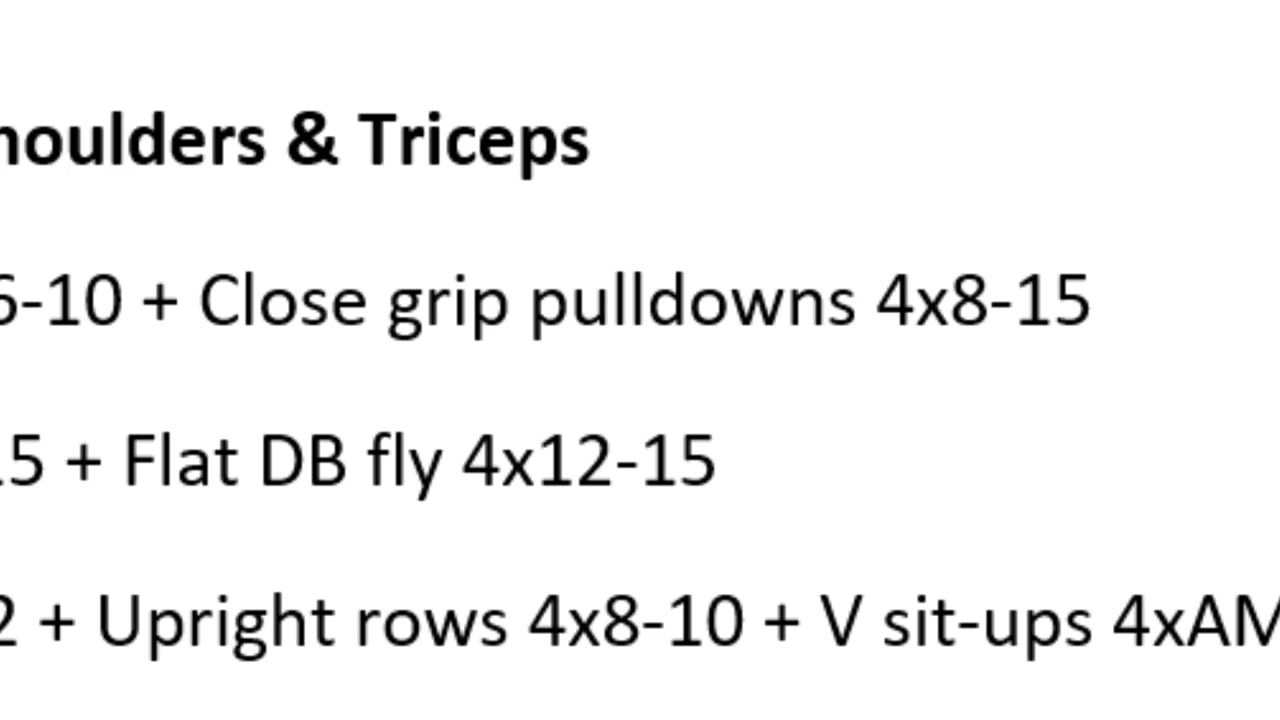 houlders & Triceps
6-10 + Close grip pulldowns 4x8-15
15 + Flat DB fly 4x12-15
2 + Upright rows 4x8-10 + V sit-ups 4xAM